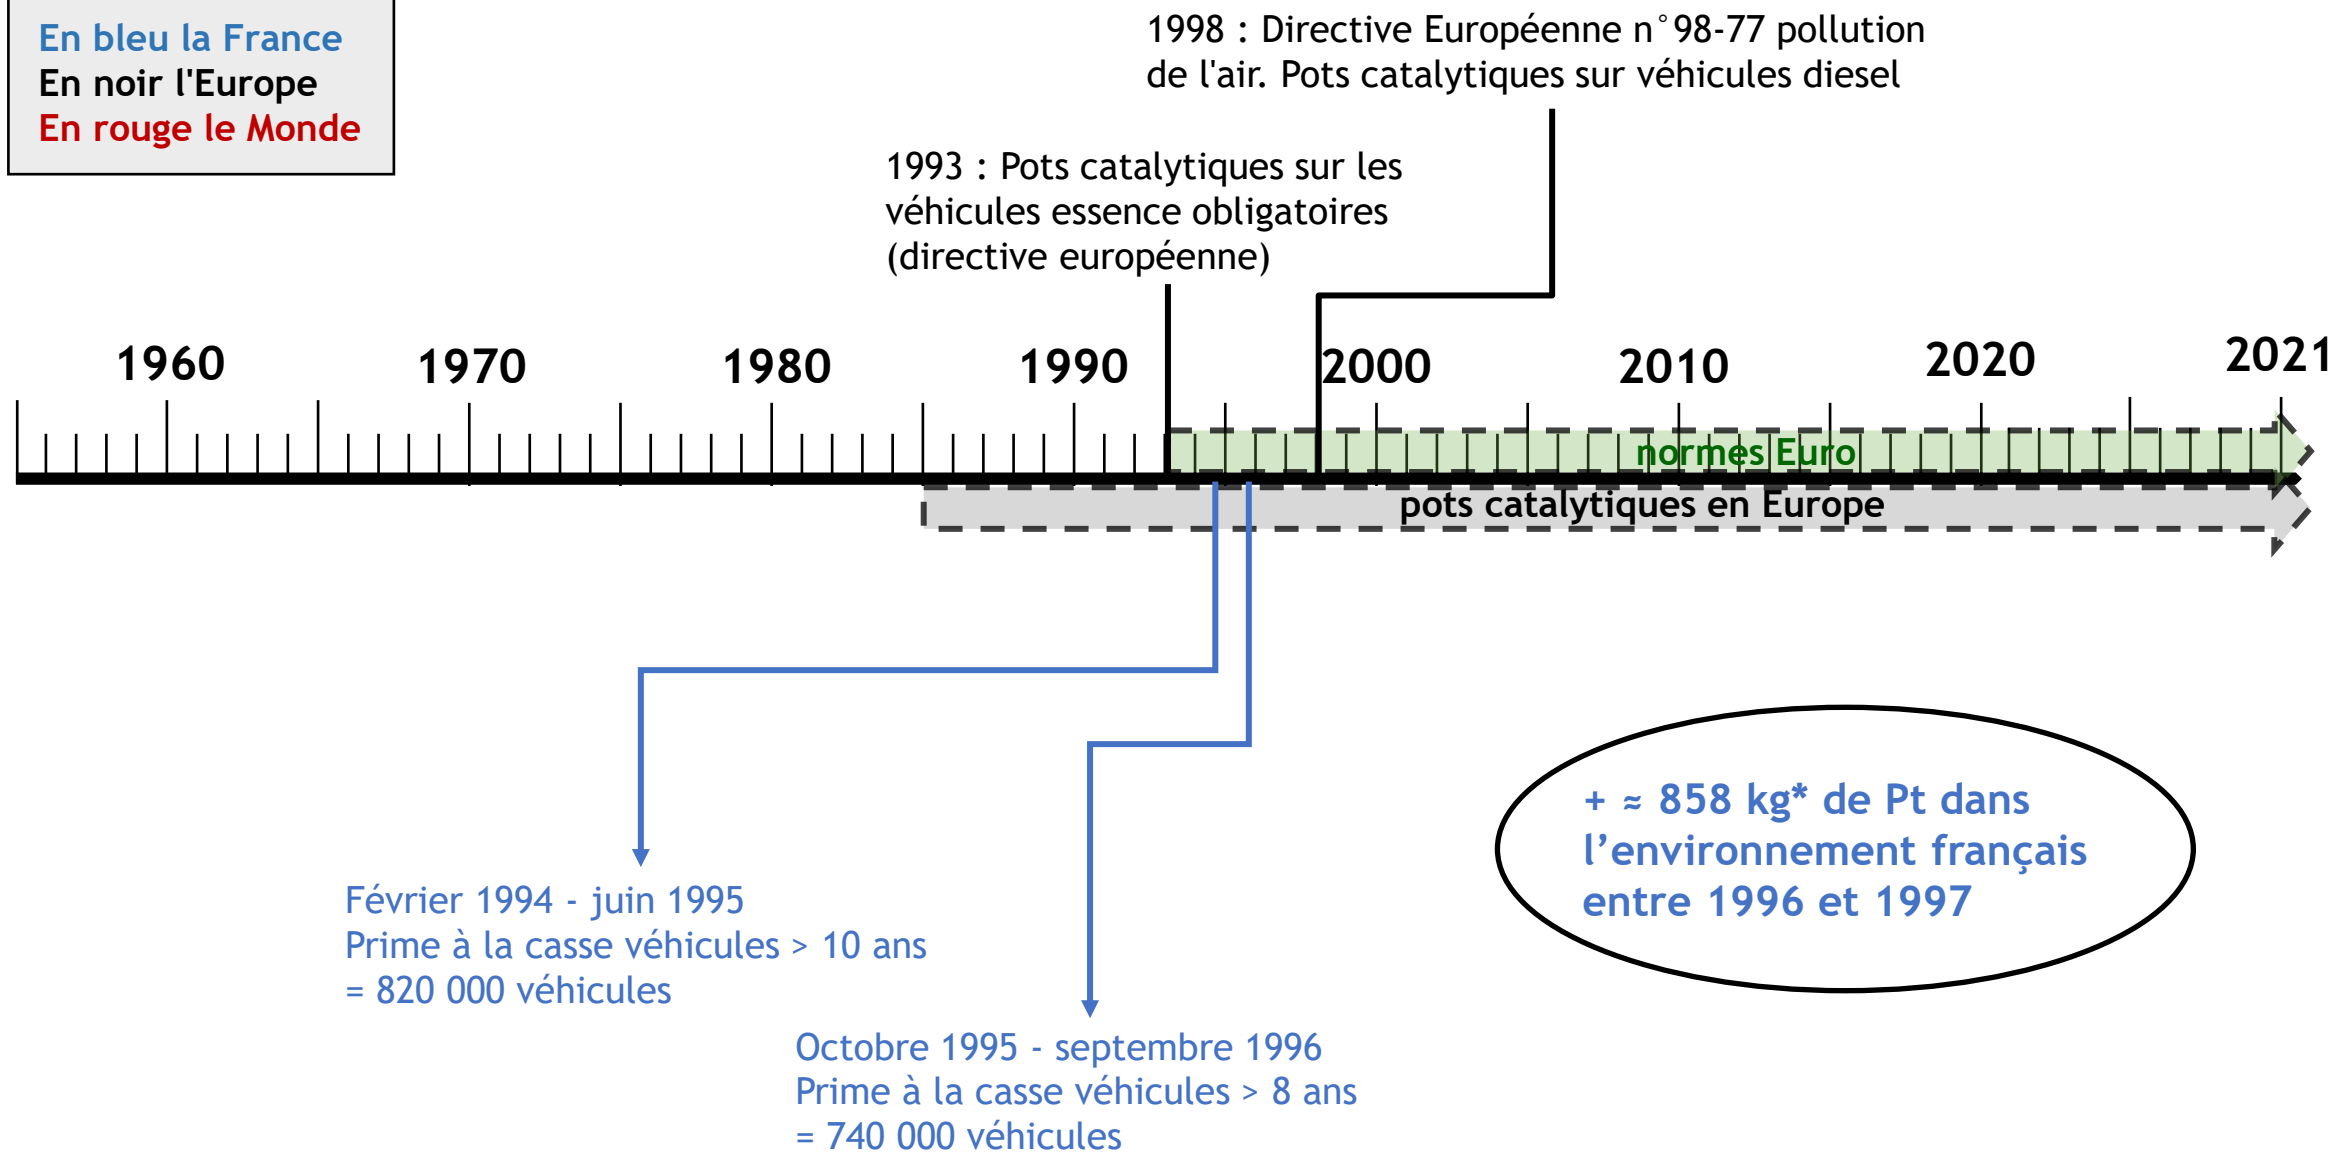 En bleu la France
En noir l'Europe
En rouge le Monde
1998 : Directive Européenne n°98-77 pollution
de l'air. Pots catalytiques sur véhicules diesel
1993 : Pots catalytiques sur les
véhicules essence obligatoires
(directive européenne)
1960 1970 1980 1990 2000 2010 2020 2021
normes Euro
pots catalytiques en Europe
+ ≈ 858 kg* de Pt dans
l’environnement français
entre 1996 et 1997
Février 1994 - juin 1995
Prime à la casse véhicules > 10 ans
= 820 000 véhicules
Octobre 1995 - septembre 1996
Prime à la casse véhicules > 8 ans
= 740 000 véhicules